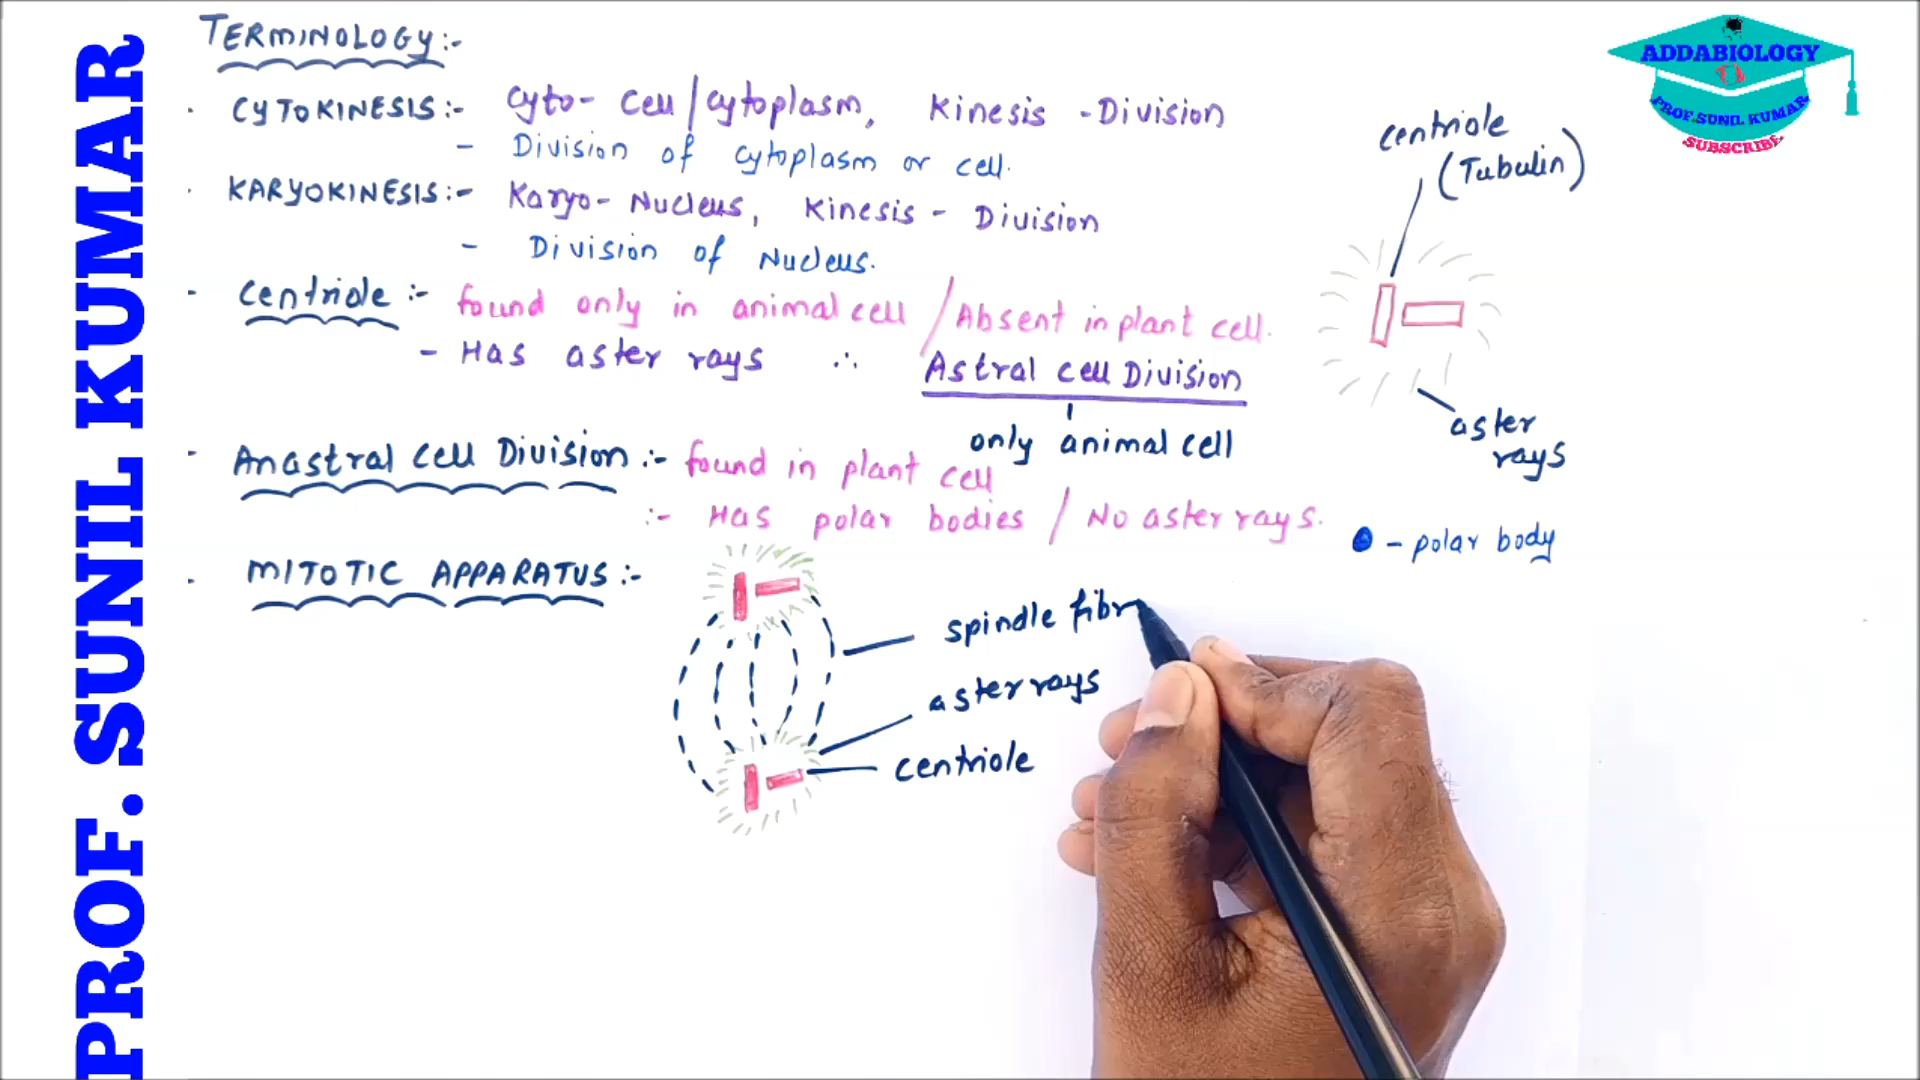 PROF. SUNIL KUMAR
TERMINOLOGY:-
ADDABIOLOGY
PROF.SUNIL KUMAR
SUBSCRIBE.
. CYTOKINESIS:- Cyto- Cell/cytoplasm, Kinesis -Division
- Division of cytoplasm or cell.
. KARYOKINESIS:- Karyo- Nucleus, Kinesis - Division
- Division of Nucleus.
centriole
(Tubulin)
. Centriole :- found only in animal cell / Absent in plant cell.
- Has aster rays ∴ Astral cell Division
only animal cell
aster
rays
- Anastral Cell Division:- found in plant cell
:- Has polar bodies / No aster rays.
- polar body
. MITOTIC APPARATUS:-
spindle fibr
aster rays
centriole